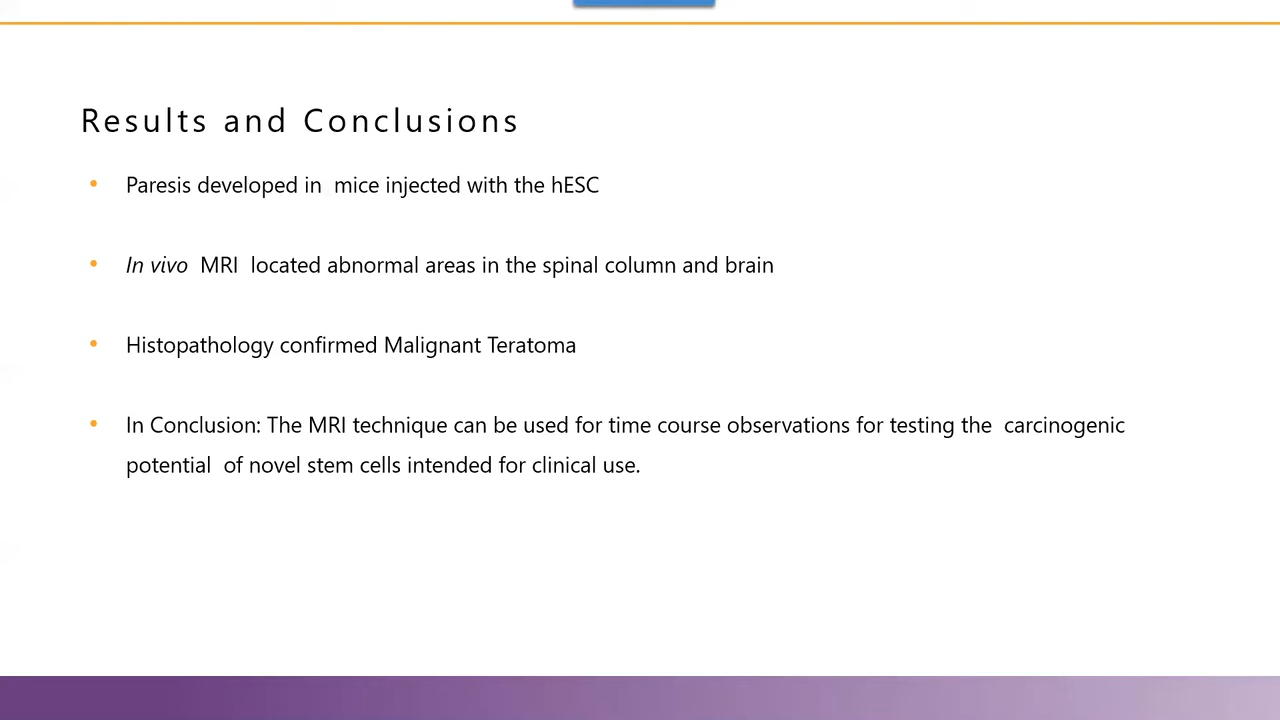 Results and Conclusions
• Paresis developed in  mice injected with the hESC
• In vivo  MRI  located abnormal areas in the spinal column and brain
• Histopathology confirmed Malignant Teratoma
• In Conclusion: The MRI technique can be used for time course observations for testing the  carcinogenic
potential  of novel stem cells intended for clinical use.